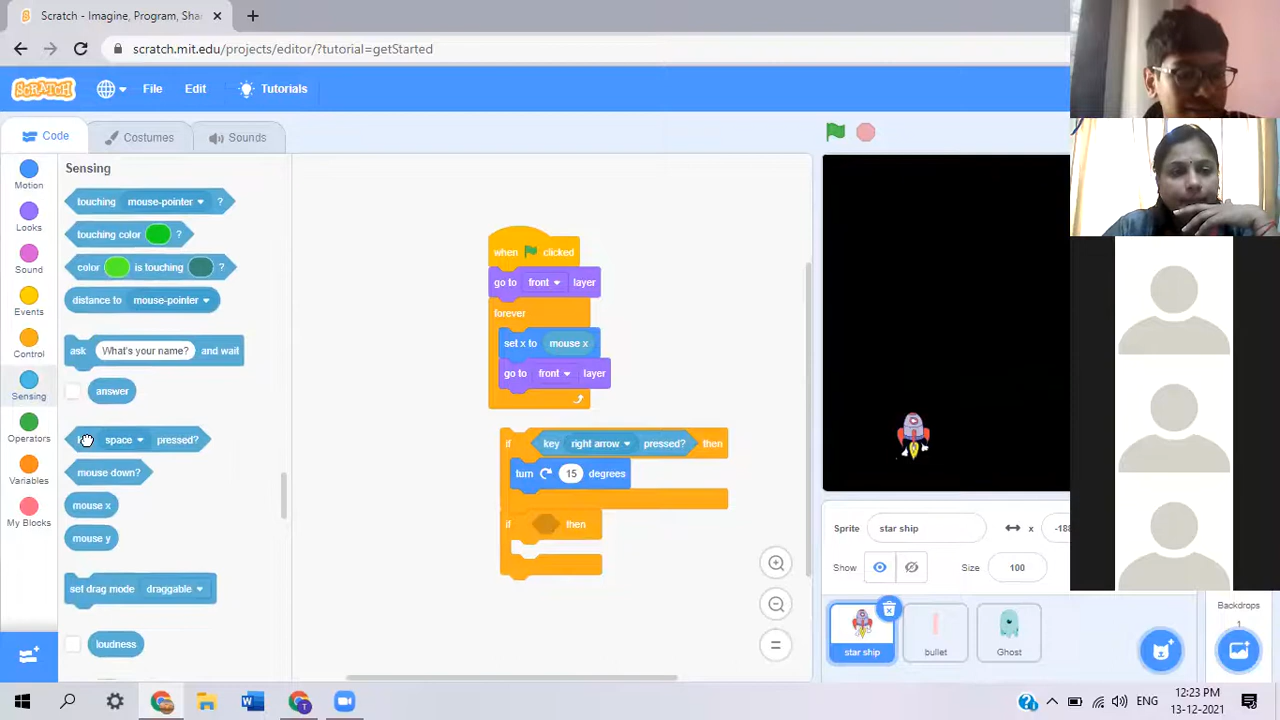 Scratch - Imagine, Program, Sha
scratch.mit.edu/projects/editor/?tutorial=getStarted
SCRATCH
File
Edit
Tutorials
Code
Costumes
Sounds
Motion
Looks
Sound
Events
Control
Sensing
Operators
Variables
My Blocks
Sensing
touching mouse-pointer ?
touching color ?
color is touching ?
distance to mouse-pointer
ask What's your name? and wait
answer
space pressed?
mouse down?
mouse x
mouse y
set drag mode draggable
loudness
when clicked
go to front layer
forever
set x to mouse x
go to front layer
if key right arrow pressed? then
turn 15 degrees
if then
Sprite
star ship
x
Show
Size
100
star ship
bullet
Ghost
Backdrops
1
ENG
12:23 PM
13-12-2021